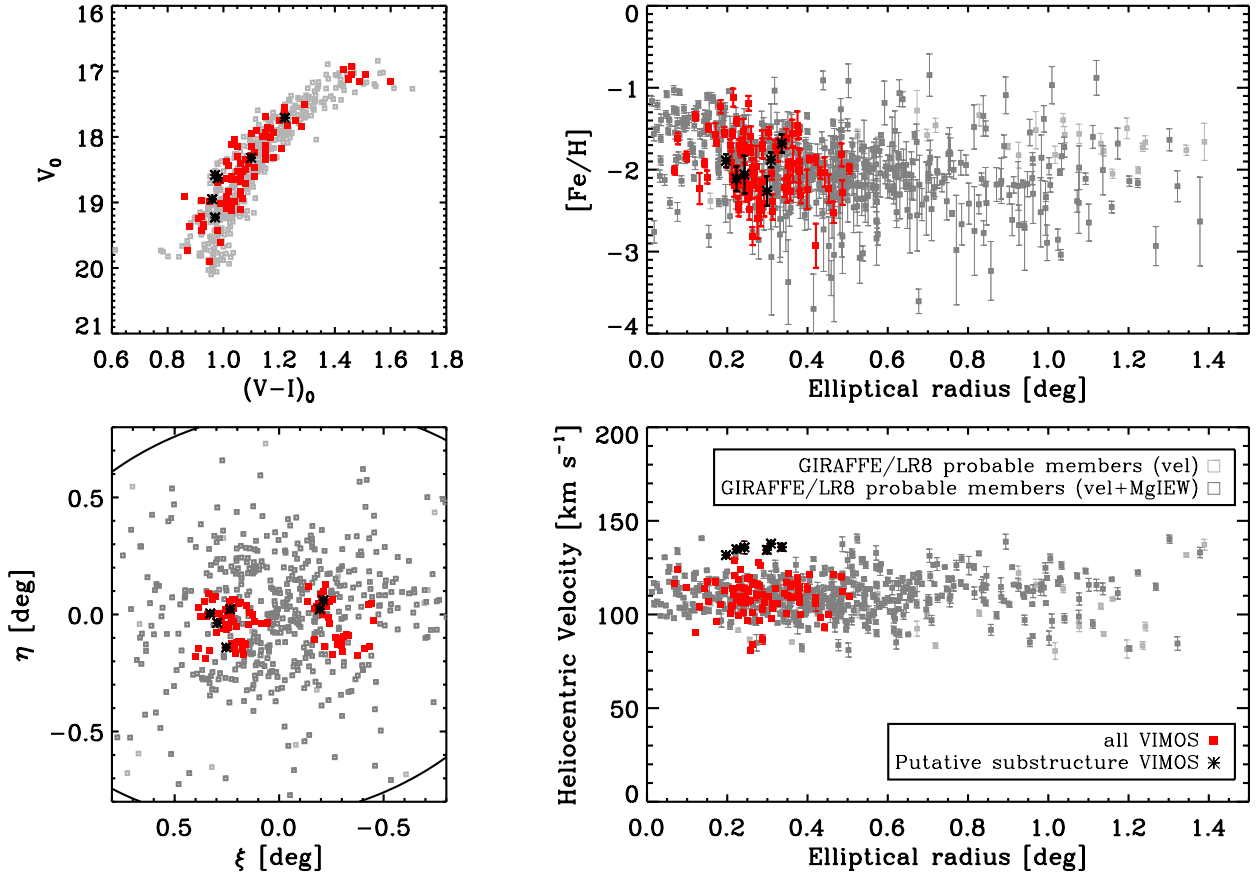 16
17
18
19
20
21
V0
0.6 0.8 1.0 1.2 1.4 1.6 1.8
(V−I)0
0
−1
−2
−3
−4
[Fe/H]
0.0 0.2 0.4 0.6 0.8 1.0 1.2 1.4
Elliptical radius [deg]
0.5
0.0
−0.5
η [deg]
0.5 0.0 −0.5
ξ [deg]
200
150
100
50
0
Heliocentric Velocity [km s−1]
GIRAFFE/LR8 probable members (vel)
GIRAFFE/LR8 probable members (vel+MgIEW)
all VIMOS
Putative substructure VIMOS
0.0 0.2 0.4 0.6 0.8 1.0 1.2 1.4
Elliptical radius [deg]